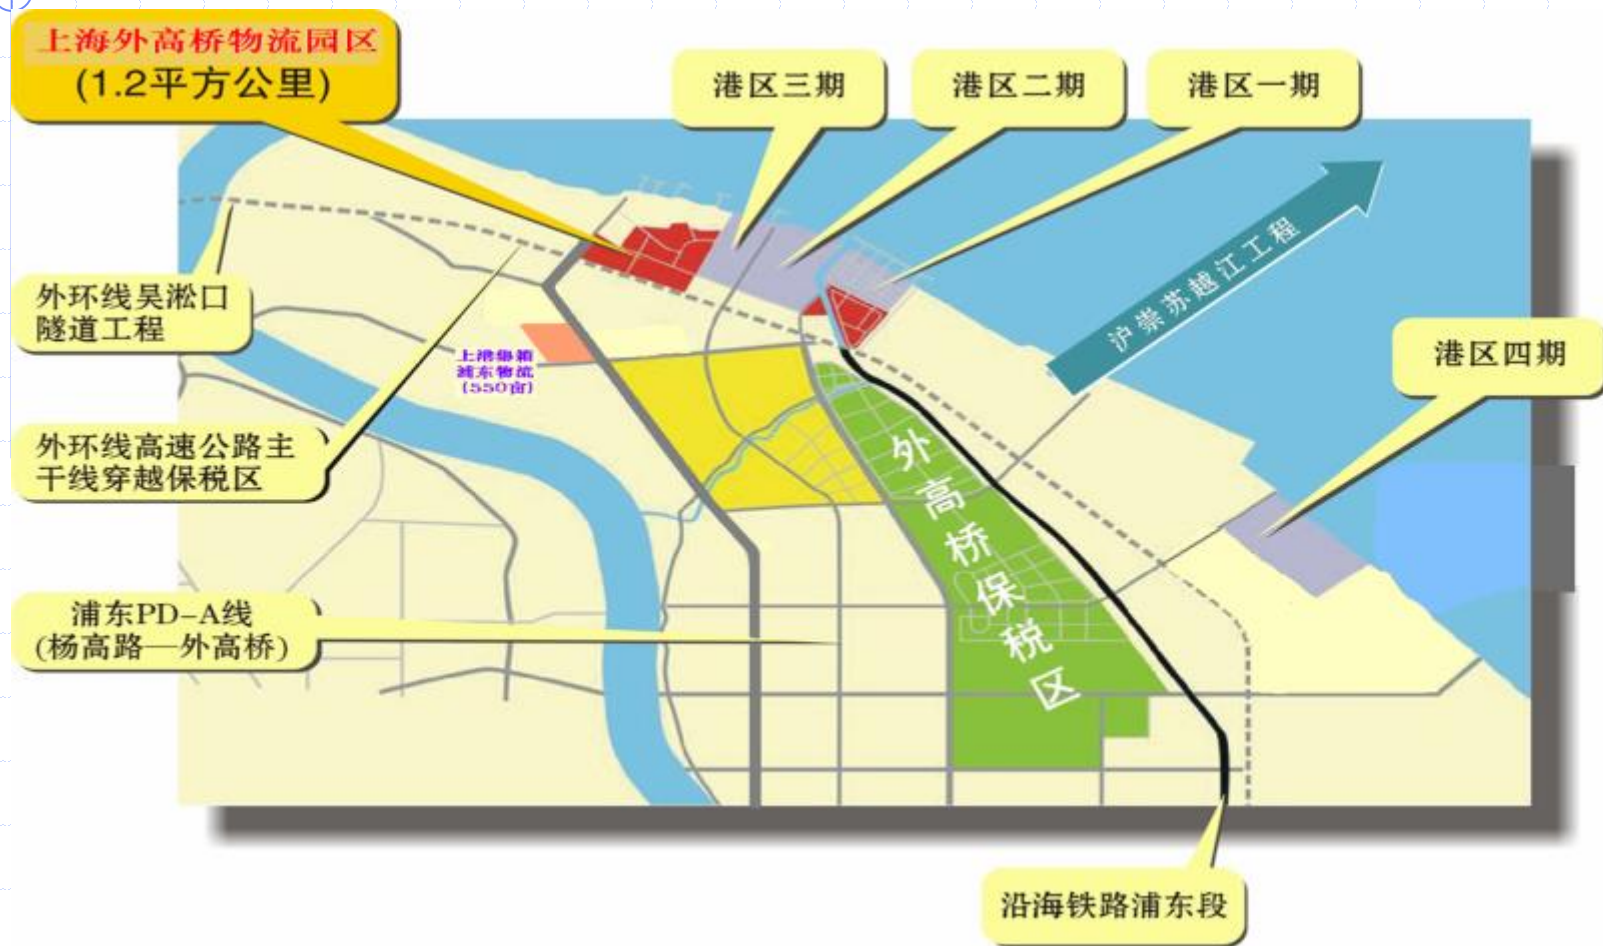 上海外高桥物流园区
(1.2平方公里)
港区三期
港区二期
港区一期
沪崇苏越江工程
外环线吴淞口
隧道工程
港区四期
上港集箱
浦东物流
(550亩)
外环线高速公路主
干线穿越保税区
外高桥保税区
浦东PD-A线
(杨高路—外高桥)
沿海铁路浦东段